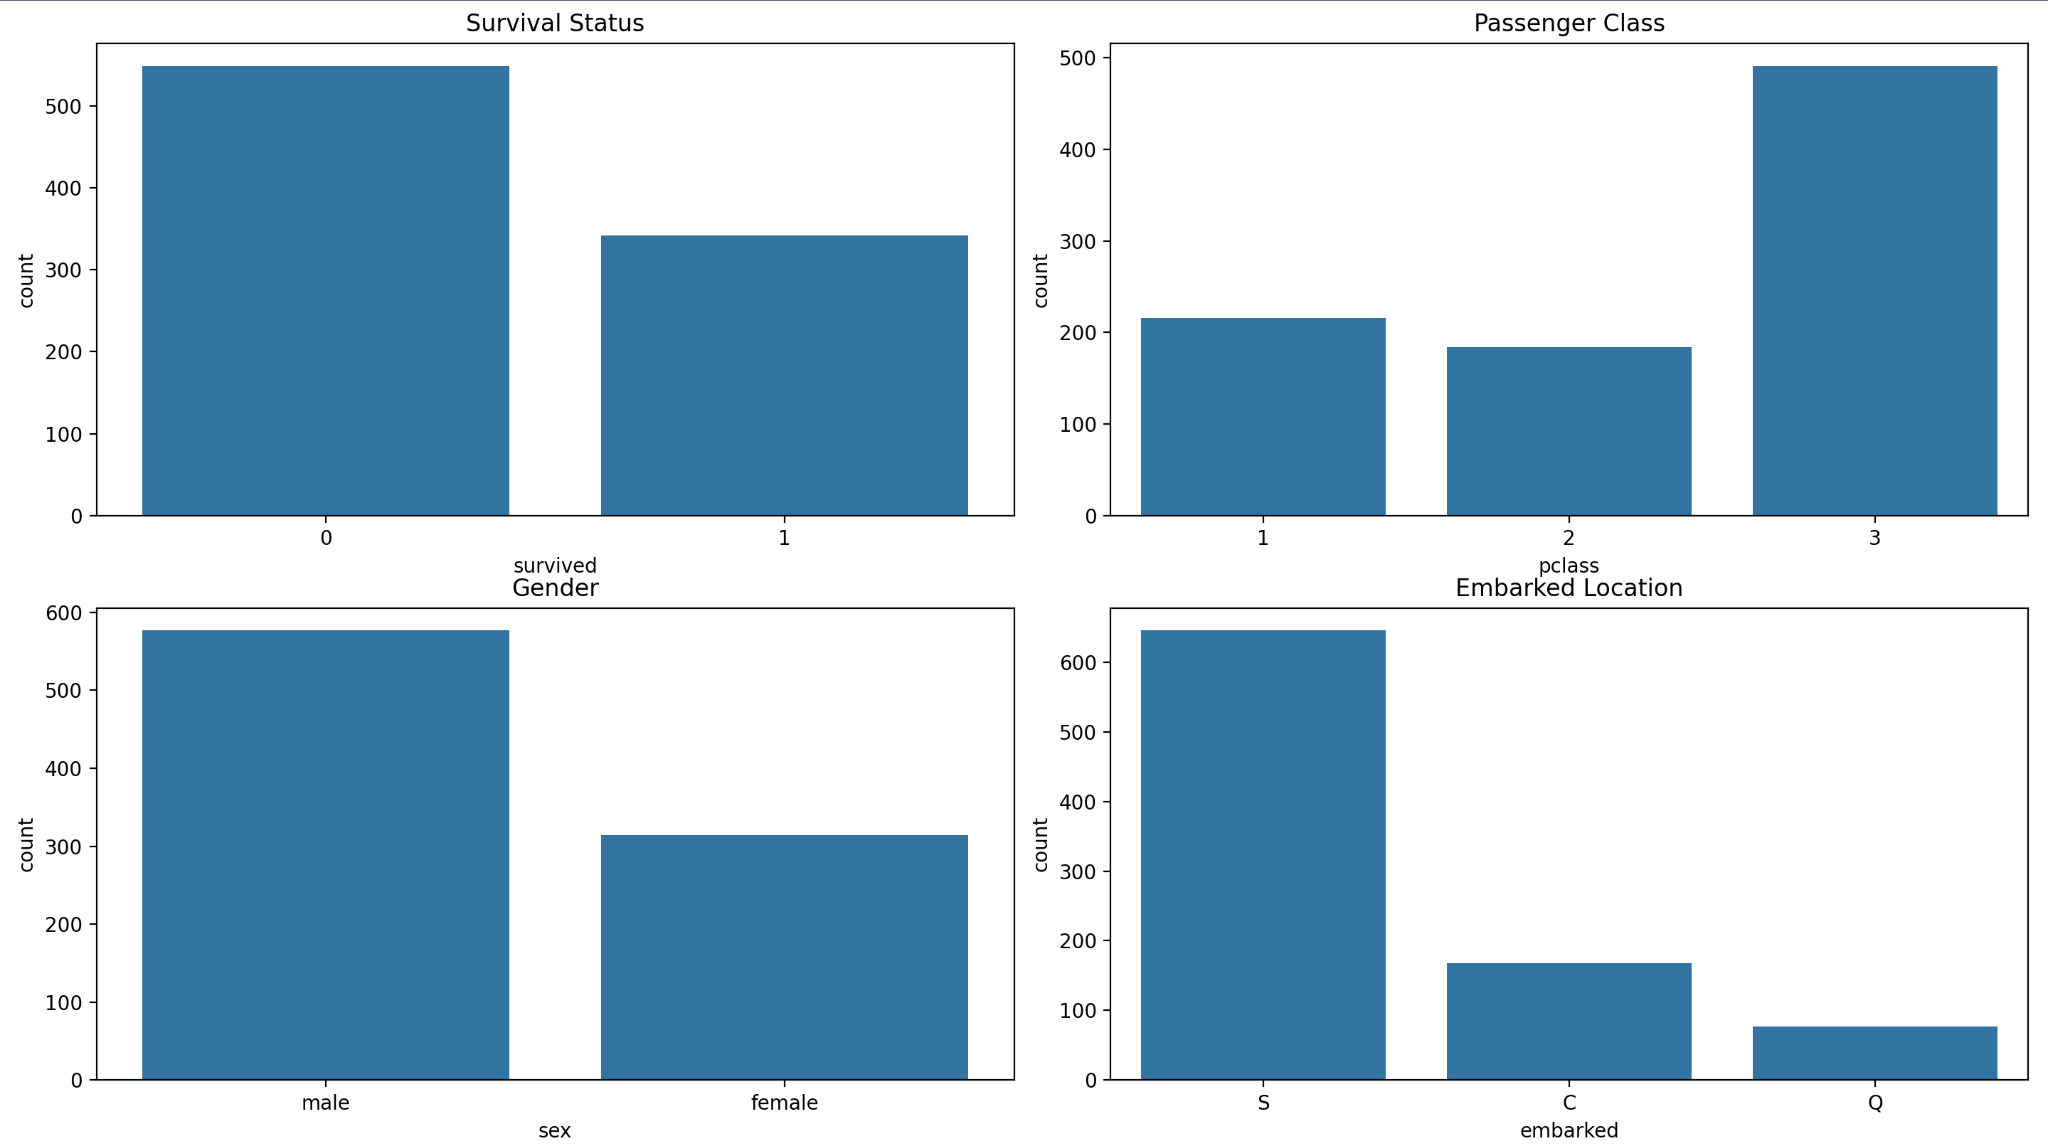 Survival Status
500
400
300
200
100
0
count
0 1
survived
Passenger Class
500
400
300
200
100
0
count
1 2 3
pclass
Gender
600
500
400
300
200
100
0
count
male female
sex
Embarked Location
600
500
400
300
200
100
0
count
S C Q
embarked